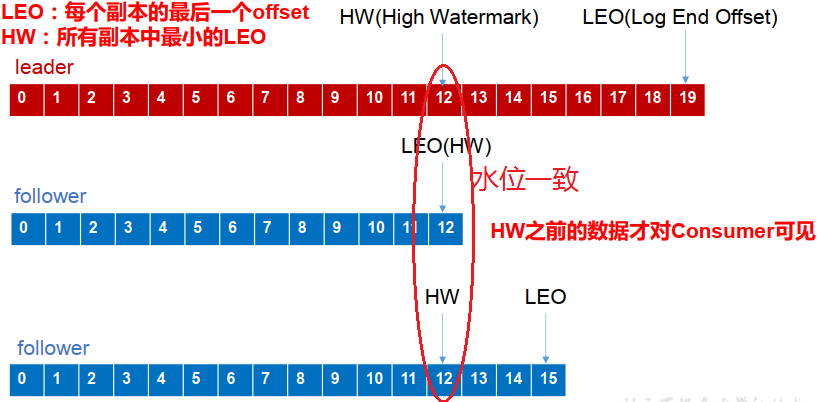 LEO：每个副本的最后一个offset
HW：所有副本中最小的LEO
HW(High Watermark)
LEO(Log End Offset)
leader
0 1 2 3 4 5 6 7 8 9 10 11 12 13 14 15 16 17 18 19
LEO(HW)
水位一致
follower
0 1 2 3 4 5 6 7 8 9 10 11 12
HW之前的数据才对Consumer可见
HW
LEO
follower
0 1 2 3 4 5 6 7 8 9 10 11 12 13 14 15